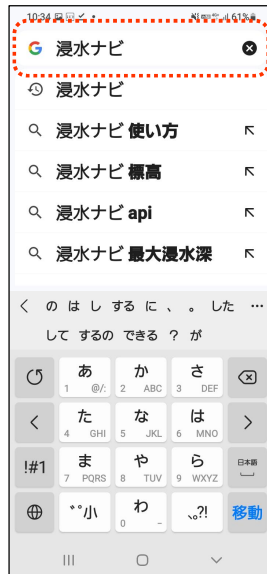 10:34 61%
浸水ナビ
浸水ナビ
浸水ナビ 使い方
浸水ナビ 標高
浸水ナビ api
浸水ナビ 最大浸水深
く の は し する に 、 。 した …
して するの できる ? が
あ 1 @/: か 2 ABC さ 3 DEF
た 4 GHI な 5 JKL は 6 MNO
!#1 ま 7 PQRS や 8 TUV ら 9 WXYZ 日本語
゛゜小 わ 0 _ 、。?! 移動